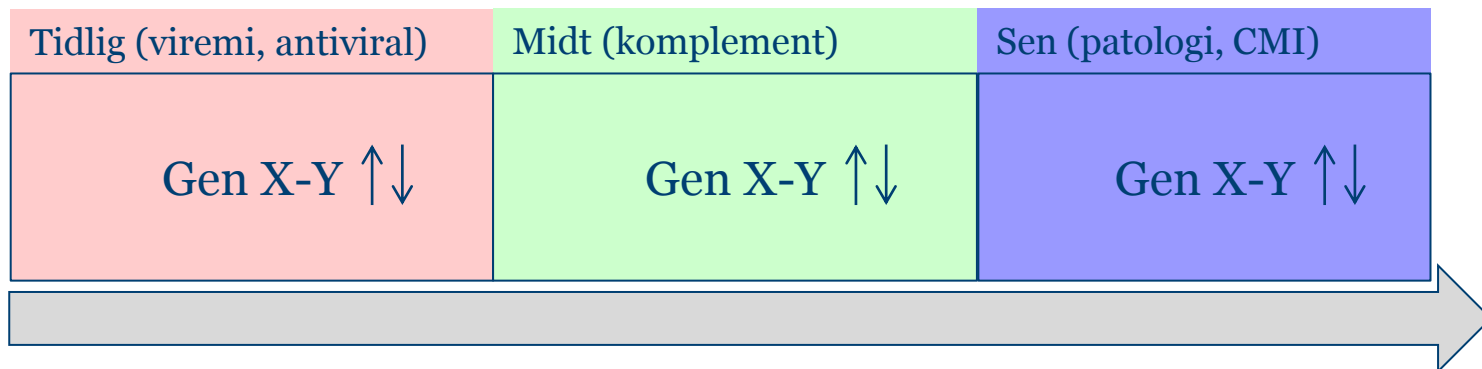 Tidlig (viremi, antiviral)
Midt (komplement)
Sen (patologi, CMI)
Gen X-Y ↑↓
Gen X-Y ↑↓
Gen X-Y ↑↓